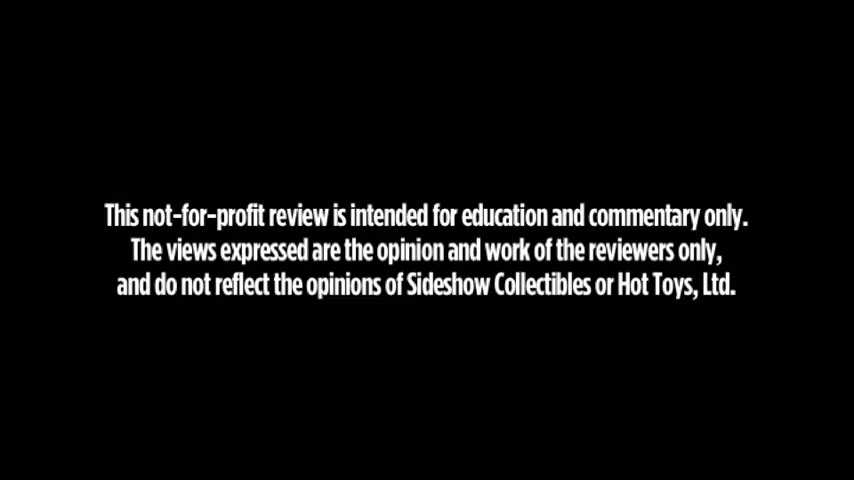 This not-for-profit review is intended for education and commentary only.
The views expressed are the opinion and work of the reviewers only,
and do not reflect the opinions of Sideshow Collectibles or Hot Toys, Ltd.